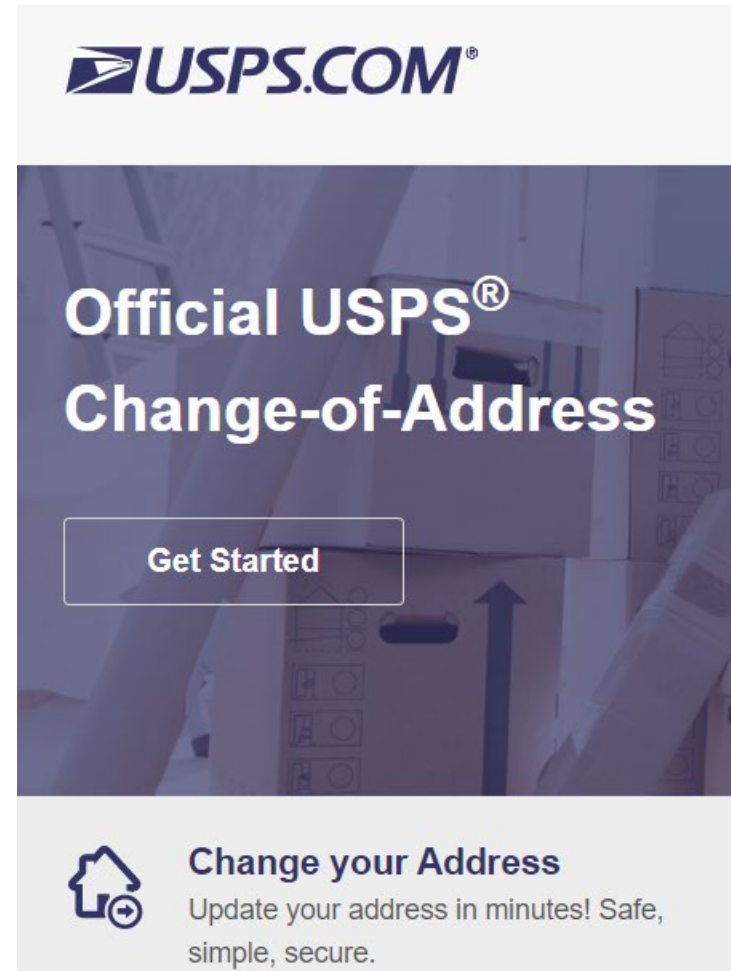 USPS.COM®
Official USPS®
Change-of-Address
Get Started
Change your Address
Update your address in minutes! Safe,
simple, secure.